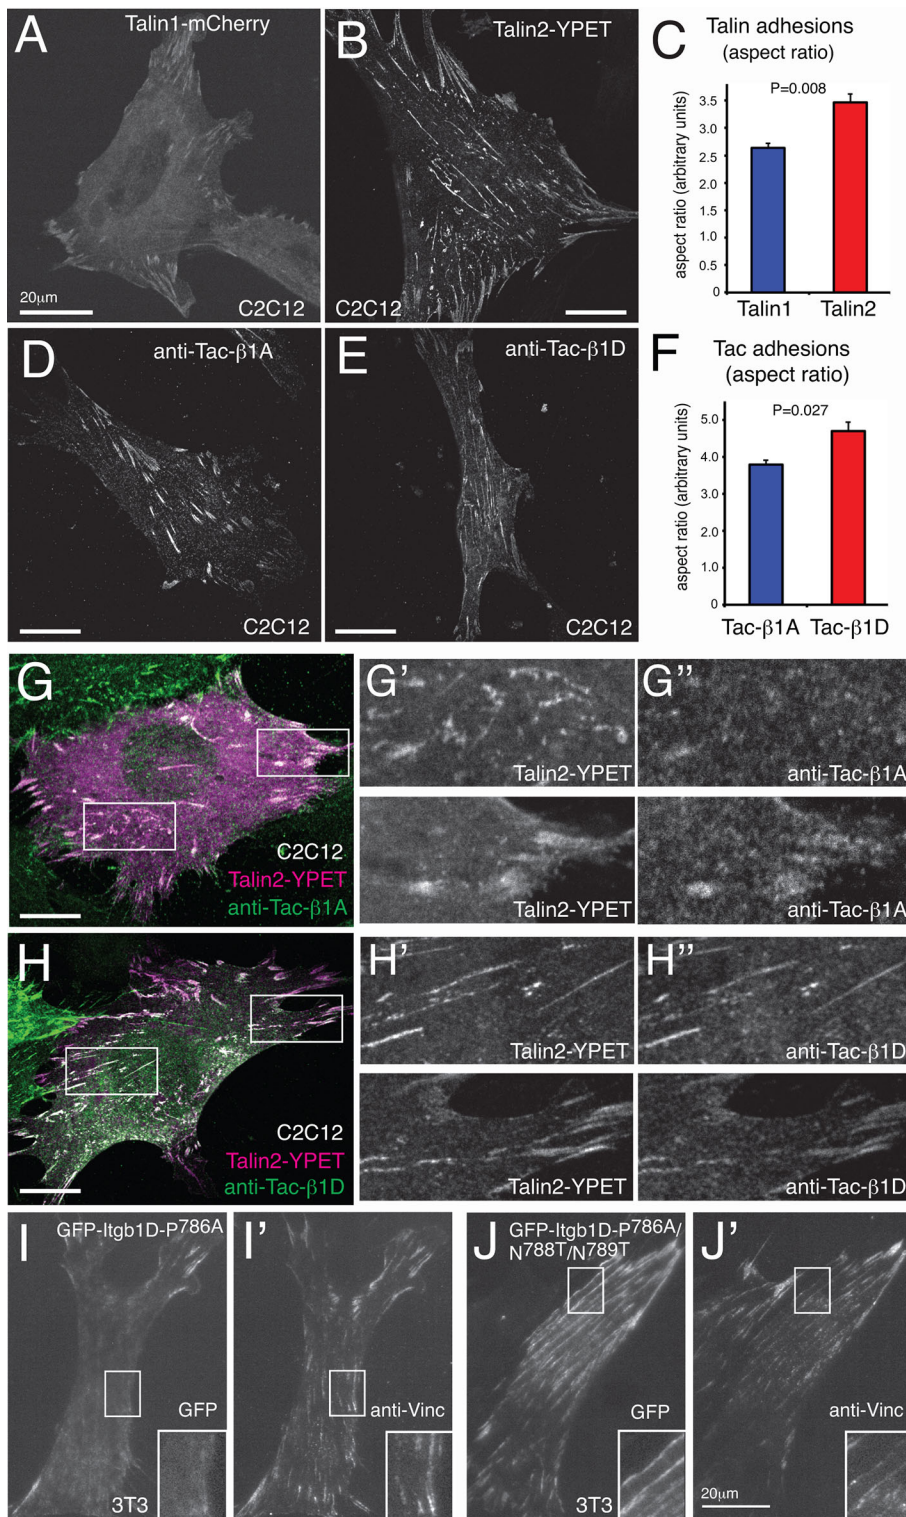 A
Talin1-mCherry
20μm
C2C12
B
Talin2-YPET
C2C12
C
Talin adhesions
(aspect ratio)
P=0.008
aspect ratio (arbitrary units)
3.5
3.0
2.5
2.0
1.5
1.0
0.5
0
Talin1
Talin2
D
anti-Tac-β1A
C2C12
E
anti-Tac-β1D
C2C12
F
Tac adhesions
(aspect ratio)
P=0.027
aspect ratio (arbitrary units)
5.0
4.0
3.0
2.0
1.0
0
Tac-β1A
Tac-β1D
G
C2C12
Talin2-YPET
anti-Tac-β1A
G'
Talin2-YPET
G''
anti-Tac-β1A
Talin2-YPET
anti-Tac-β1A
H
C2C12
Talin2-YPET
anti-Tac-β1D
H'
Talin2-YPET
H''
anti-Tac-β1D
Talin2-YPET
anti-Tac-β1D
I
GFP-Itgb1D-P786A
GFP
3T3
I'
anti-Vinc
J
GFP-Itgb1D-P786A/
N788T/N789T
GFP
3T3
J'
anti-Vinc
20μm